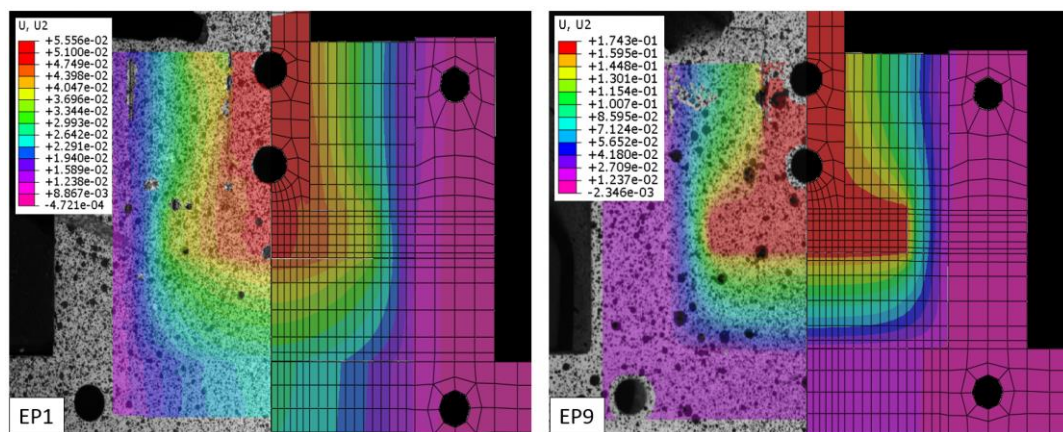 U, U2
+5.556e-02
+5.100e-02
+4.749e-02
+4.398e-02
+4.047e-02
+3.696e-02
+3.344e-02
+2.993e-02
+2.642e-02
+2.291e-02
+1.940e-02
+1.589e-02
+1.238e-02
+8.867e-03
-4.721e-04
EP1
U, U2
+1.743e-01
+1.595e-01
+1.448e-01
+1.301e-01
+1.154e-01
+1.007e-01
+8.595e-02
+7.124e-02
+5.652e-02
+4.180e-02
+2.709e-02
+1.237e-02
-2.346e-03
EP9